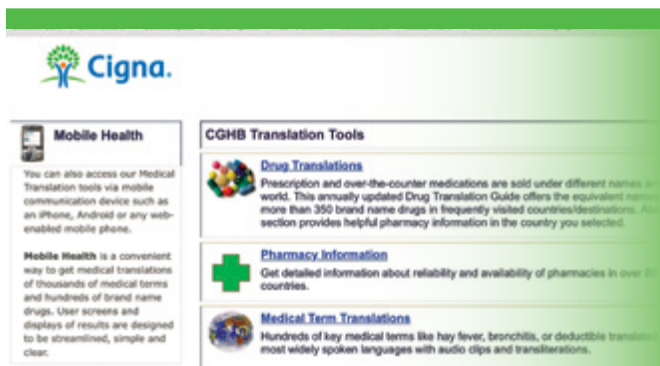 Cigna.
Mobile Health
You can also access our Medical
Translation tools via mobile
communication device such as
an iPhone, Android or any web-
enabled mobile phone.
Mobile Health is a convenient
way to get medical translations
of thousands of medical terms
and hundreds of brand name
drugs. User screens and
displays of results are designed
to be streamlined, simple and
clear.
CGHB Translation Tools
Drug Translations
Prescription and over-the-counter medications are sold under different names
world. This annually updated Drug Translation Guide offers the equivalent names
more than 350 brand name drugs in frequently visited countries/destinations.
section provides helpful pharmacy information in the country you selected.
Pharmacy Information
Get detailed information about reliability and availability of pharmacies in over
countries.
Medical Term Translations
Hundreds of key medical terms like hay fever, bronchitis, or deductible translated
most widely spoken languages with audio clips and transliterations.